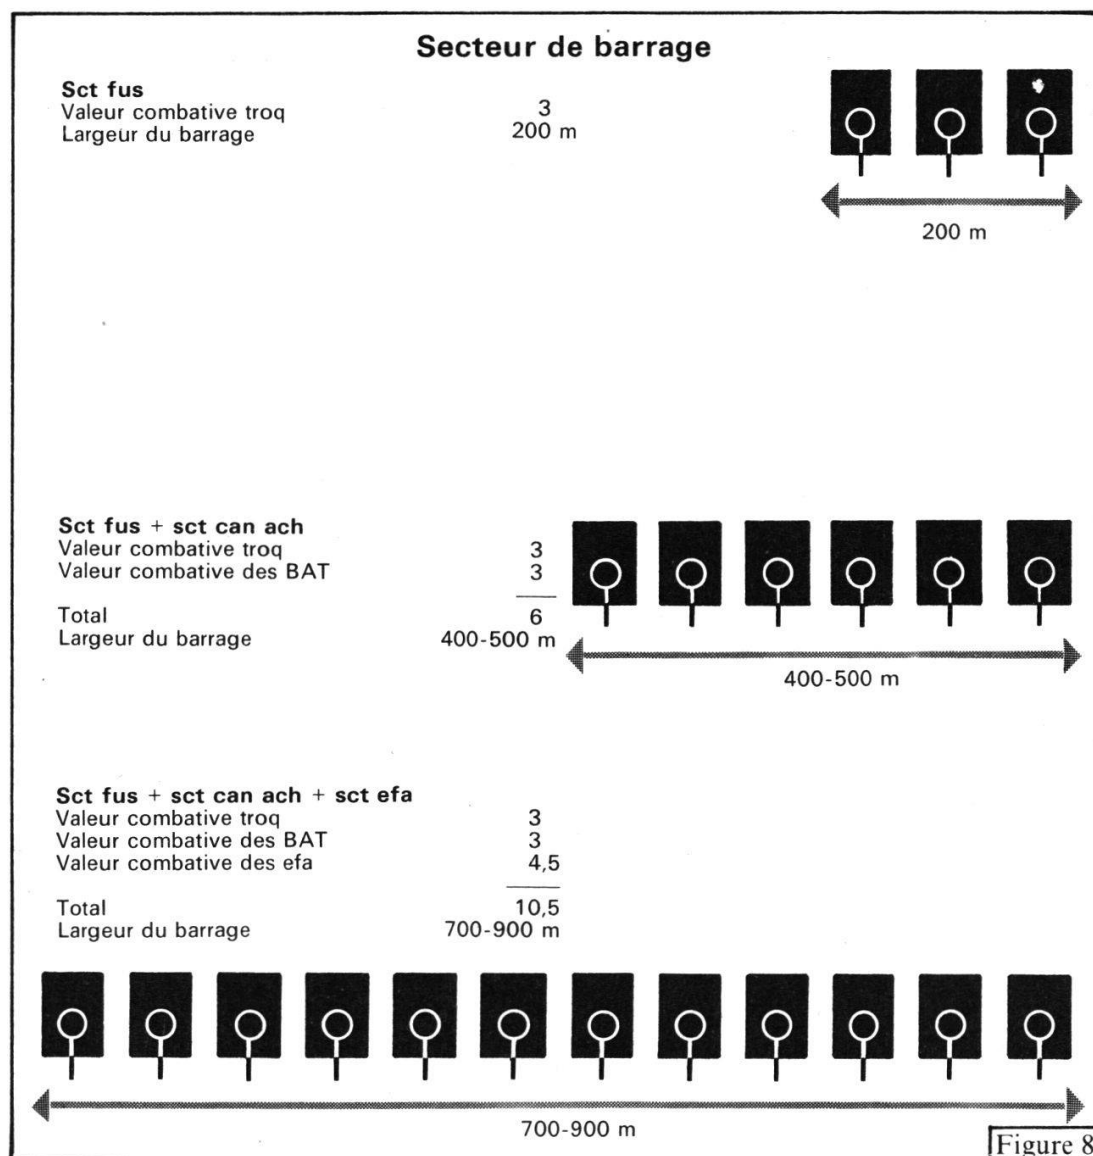 Secteur de barrage
Sct fus
Valeur combative troq 3
Largeur du barrage 200 m
200 m
Sct fus + sct can ach
Valeur combative troq 3
Valeur combative des BAT 3
Total 6
Largeur du barrage 400-500 m
400-500 m
Sct fus + sct can ach + sct efa
Valeur combative troq 3
Valeur combative des BAT 3
Valeur combative des efa 4,5
Total 10,5
Largeur du barrage 700-900 m
700-900 m
Figure 8